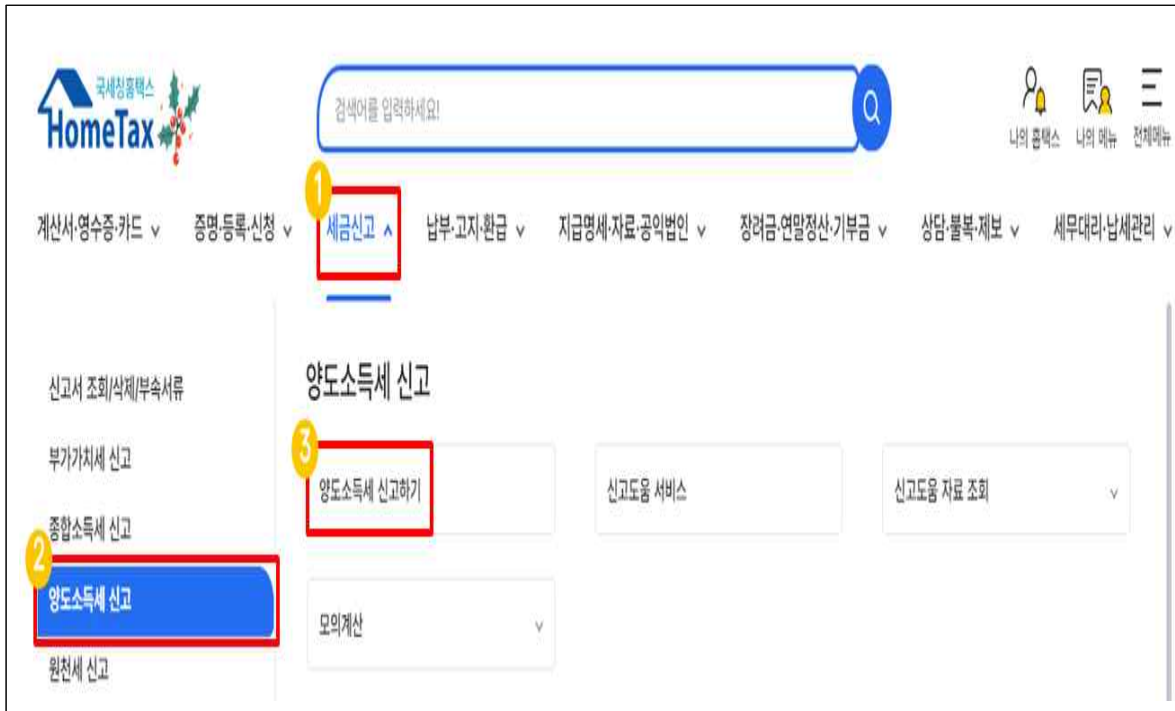 국세청홈택스
HomeTax
검색어를 입력하세요!
나의 홈택스 나의 메뉴 전체메뉴
1
계산서·영수증·카드 증명·등록·신청 세금신고 납부·고지·환급 지급명세·자료·공익법인 장려금·연말정산·기부금 상담·불복·제보 세무대리·납세관리
신고서 조회/삭제/부속서류
부가가치세 신고
종합소득세 신고
2
양도소득세 신고
원천세 신고
양도소득세 신고
3
양도소득세 신고하기 신고도움 서비스 신고도움 자료 조회
모의계산